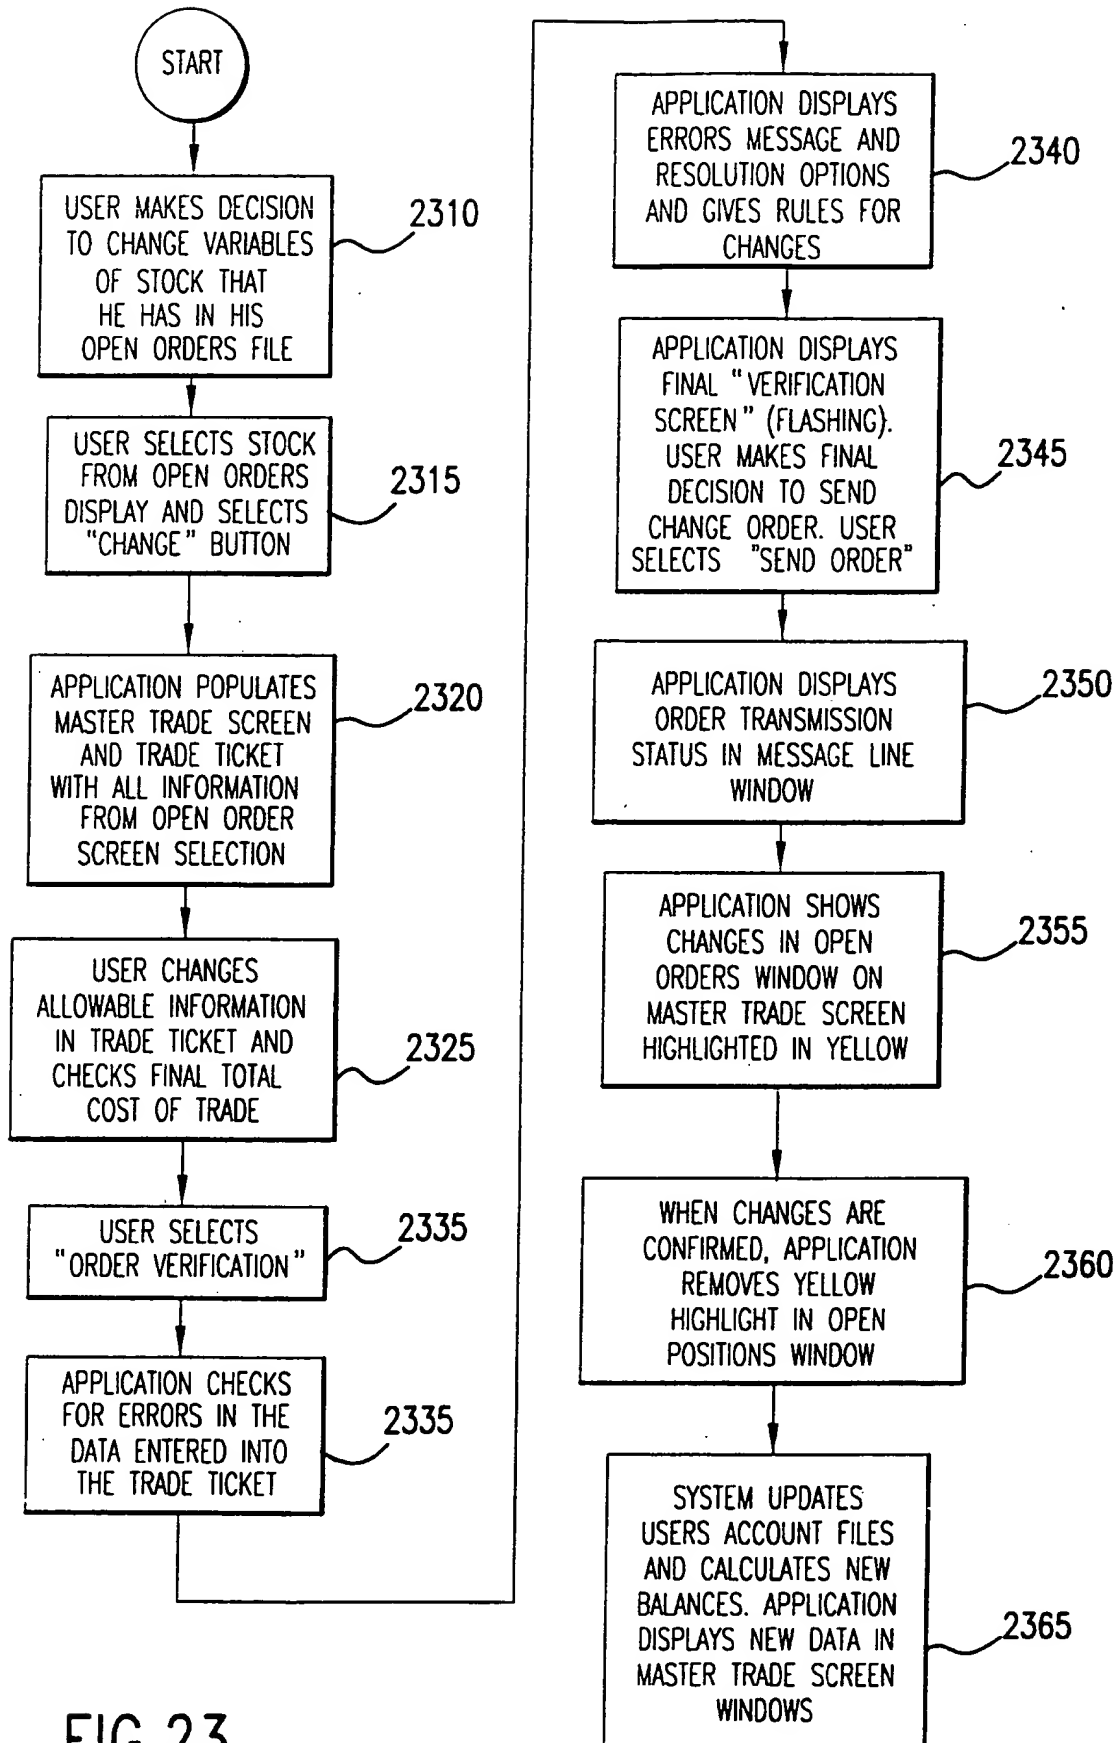 START
USER MAKES DECISION
TO CHANGE VARIABLES
OF STOCK THAT
HE HAS IN HIS
OPEN ORDERS FILE
2310
USER SELECTS STOCK
FROM OPEN ORDERS
DISPLAY AND SELECTS
"CHANGE" BUTTON
2315
APPLICATION POPULATES
MASTER TRADE SCREEN
AND TRADE TICKET
WITH ALL INFORMATION
FROM OPEN ORDER
SCREEN SELECTION
2320
USER CHANGES
ALLOWABLE INFORMATION
IN TRADE TICKET AND
CHECKS FINAL TOTAL
COST OF TRADE
2325
USER SELECTS
"ORDER VERIFICATION"
2335
APPLICATION CHECKS
FOR ERRORS IN THE
DATA ENTERED INTO
THE TRADE TICKET
2335
APPLICATION DISPLAYS
ERRORS MESSAGE AND
RESOLUTION OPTIONS
AND GIVES RULES FOR
CHANGES
2340
APPLICATION DISPLAYS
FINAL "VERIFICATION
SCREEN" (FLASHING).
USER MAKES FINAL
DECISION TO SEND
CHANGE ORDER. USER
SELECTS "SEND ORDER"
2345
APPLICATION DISPLAYS
ORDER TRANSMISSION
STATUS IN MESSAGE LINE
WINDOW
2350
APPLICATION SHOWS
CHANGES IN OPEN
ORDERS WINDOW ON
MASTER TRADE SCREEN
HIGHLIGHTED IN YELLOW
2355
WHEN CHANGES ARE
CONFIRMED, APPLICATION
REMOVES YELLOW
HIGHLIGHT IN OPEN
POSITIONS WINDOW
2360
SYSTEM UPDATES
USERS ACCOUNT FILES
AND CALCULATES NEW
BALANCES. APPLICATION
DISPLAYS NEW DATA IN
MASTER TRADE SCREEN
WINDOWS
2365
FIG 23